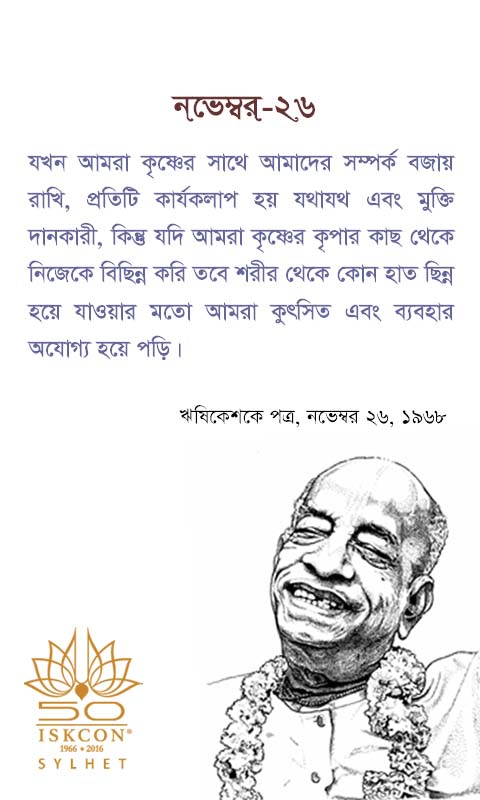 নভেম্বর-২৬
যখন আমরা কৃষ্ণের সাথে আমাদের সম্পর্ক বজায়
রাখি, প্রতিটি কার্যকলাপ হয় যথাযথ এবং মুক্তি
দানকারী, কিন্তু যদি আমরা কৃষ্ণের কৃপার কাছ থেকে
নিজেকে বিছিন্ন করি তবে শরীর থেকে কোন হাত ছিন্ন
হয়ে যাওয়ার মতো আমরা কুৎসিত এবং ব্যবহার
অযোগ্য হয়ে পড়ি।
ঋষিকেশকে পত্র, নভেম্বর ২৬, ১৯৬৮
50
ISKCON®
1966 • 2016
SYLHET